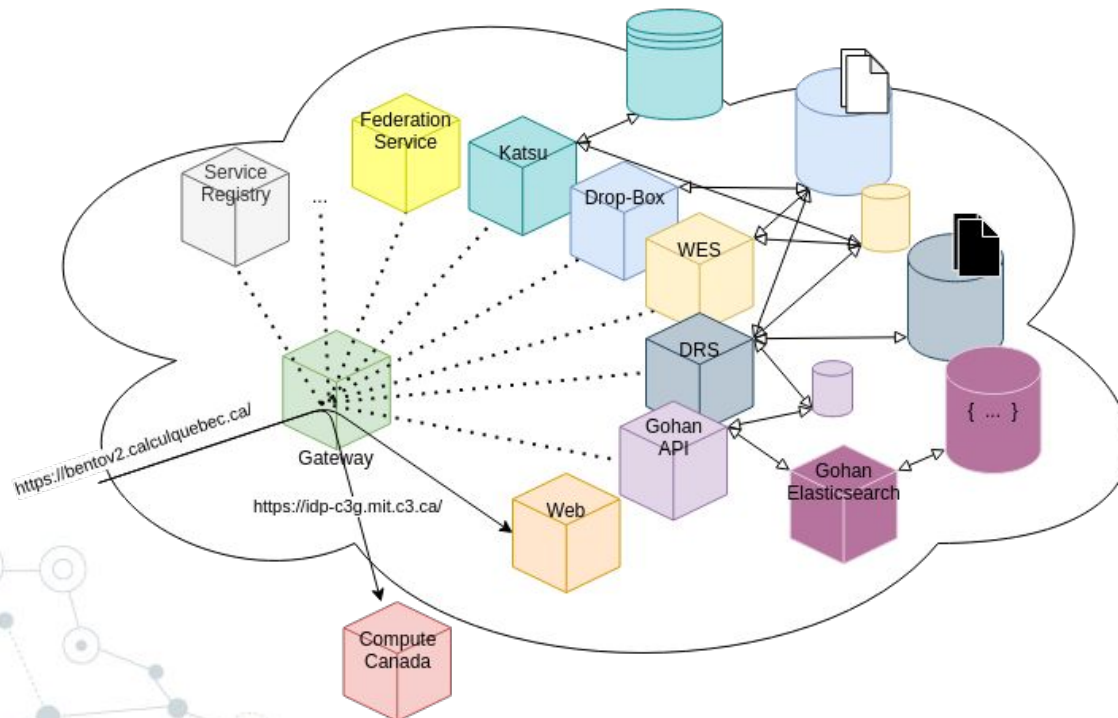 Federation
Service
Katsu
Service
Registry
...
Drop-Box
WES
DRS
Gohan
API
{ ... }
Gohan
Elasticsearch
https://bentov2.calculquebec.ca/
Gateway
https://idp-c3g.mit.c3.ca/
Web
Compute
Canada